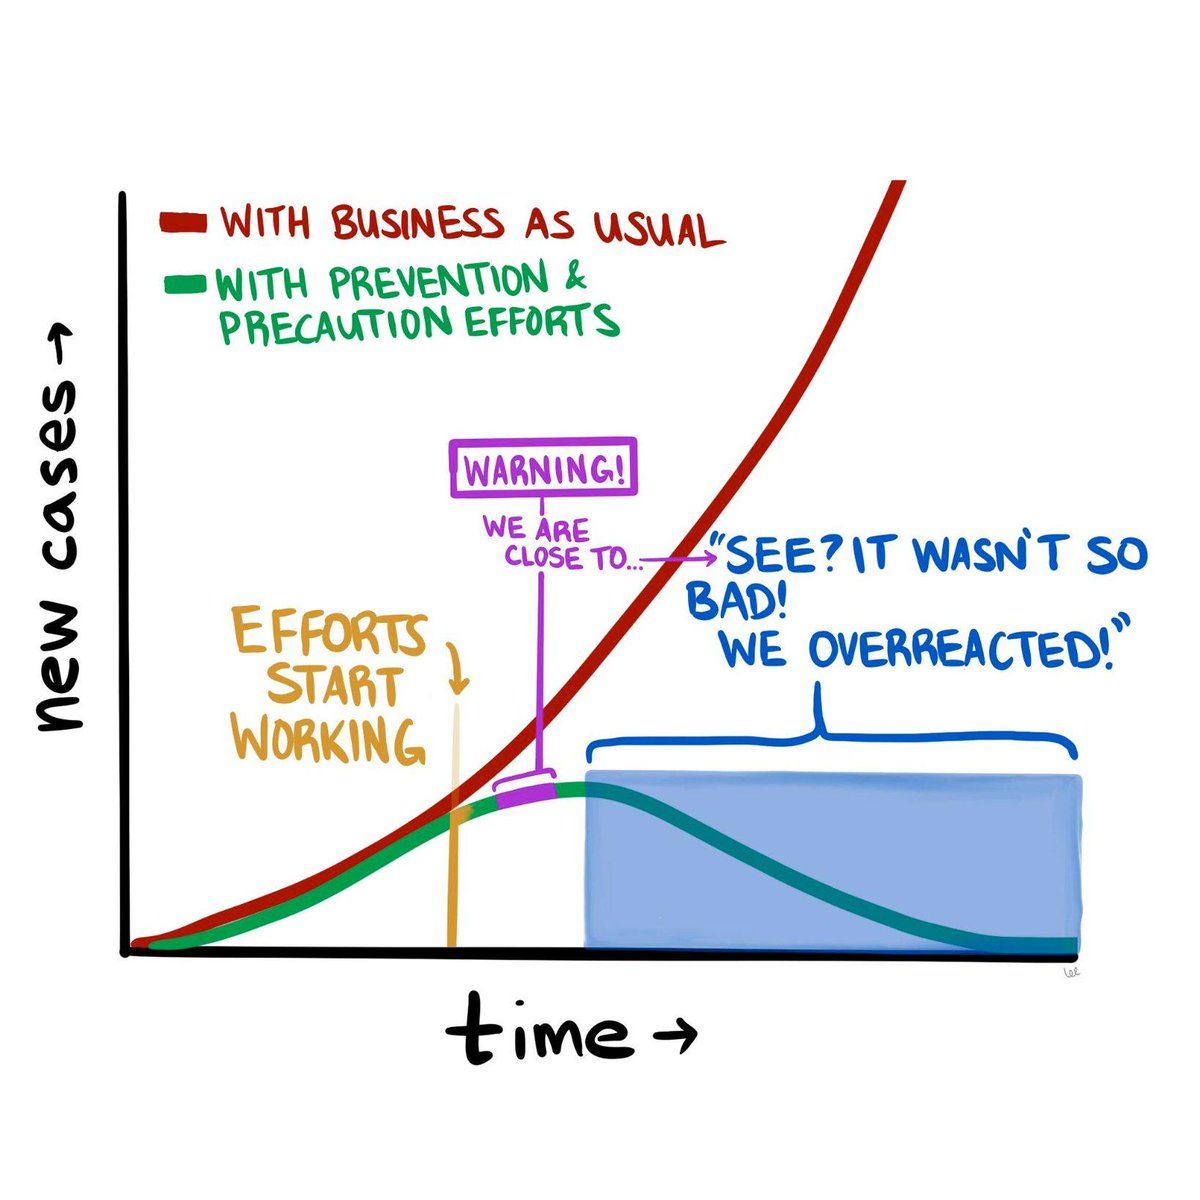 WITH BUSINESS AS USUAL
WITH PREVENTION &
PRECAUTION EFFORTS
new cases →
WARNING!
WE ARE
CLOSE TO...
"SEE? IT WASN'T SO
BAD!
WE OVERREACTED!"
EFFORTS
START
WORKING
time →
Lee